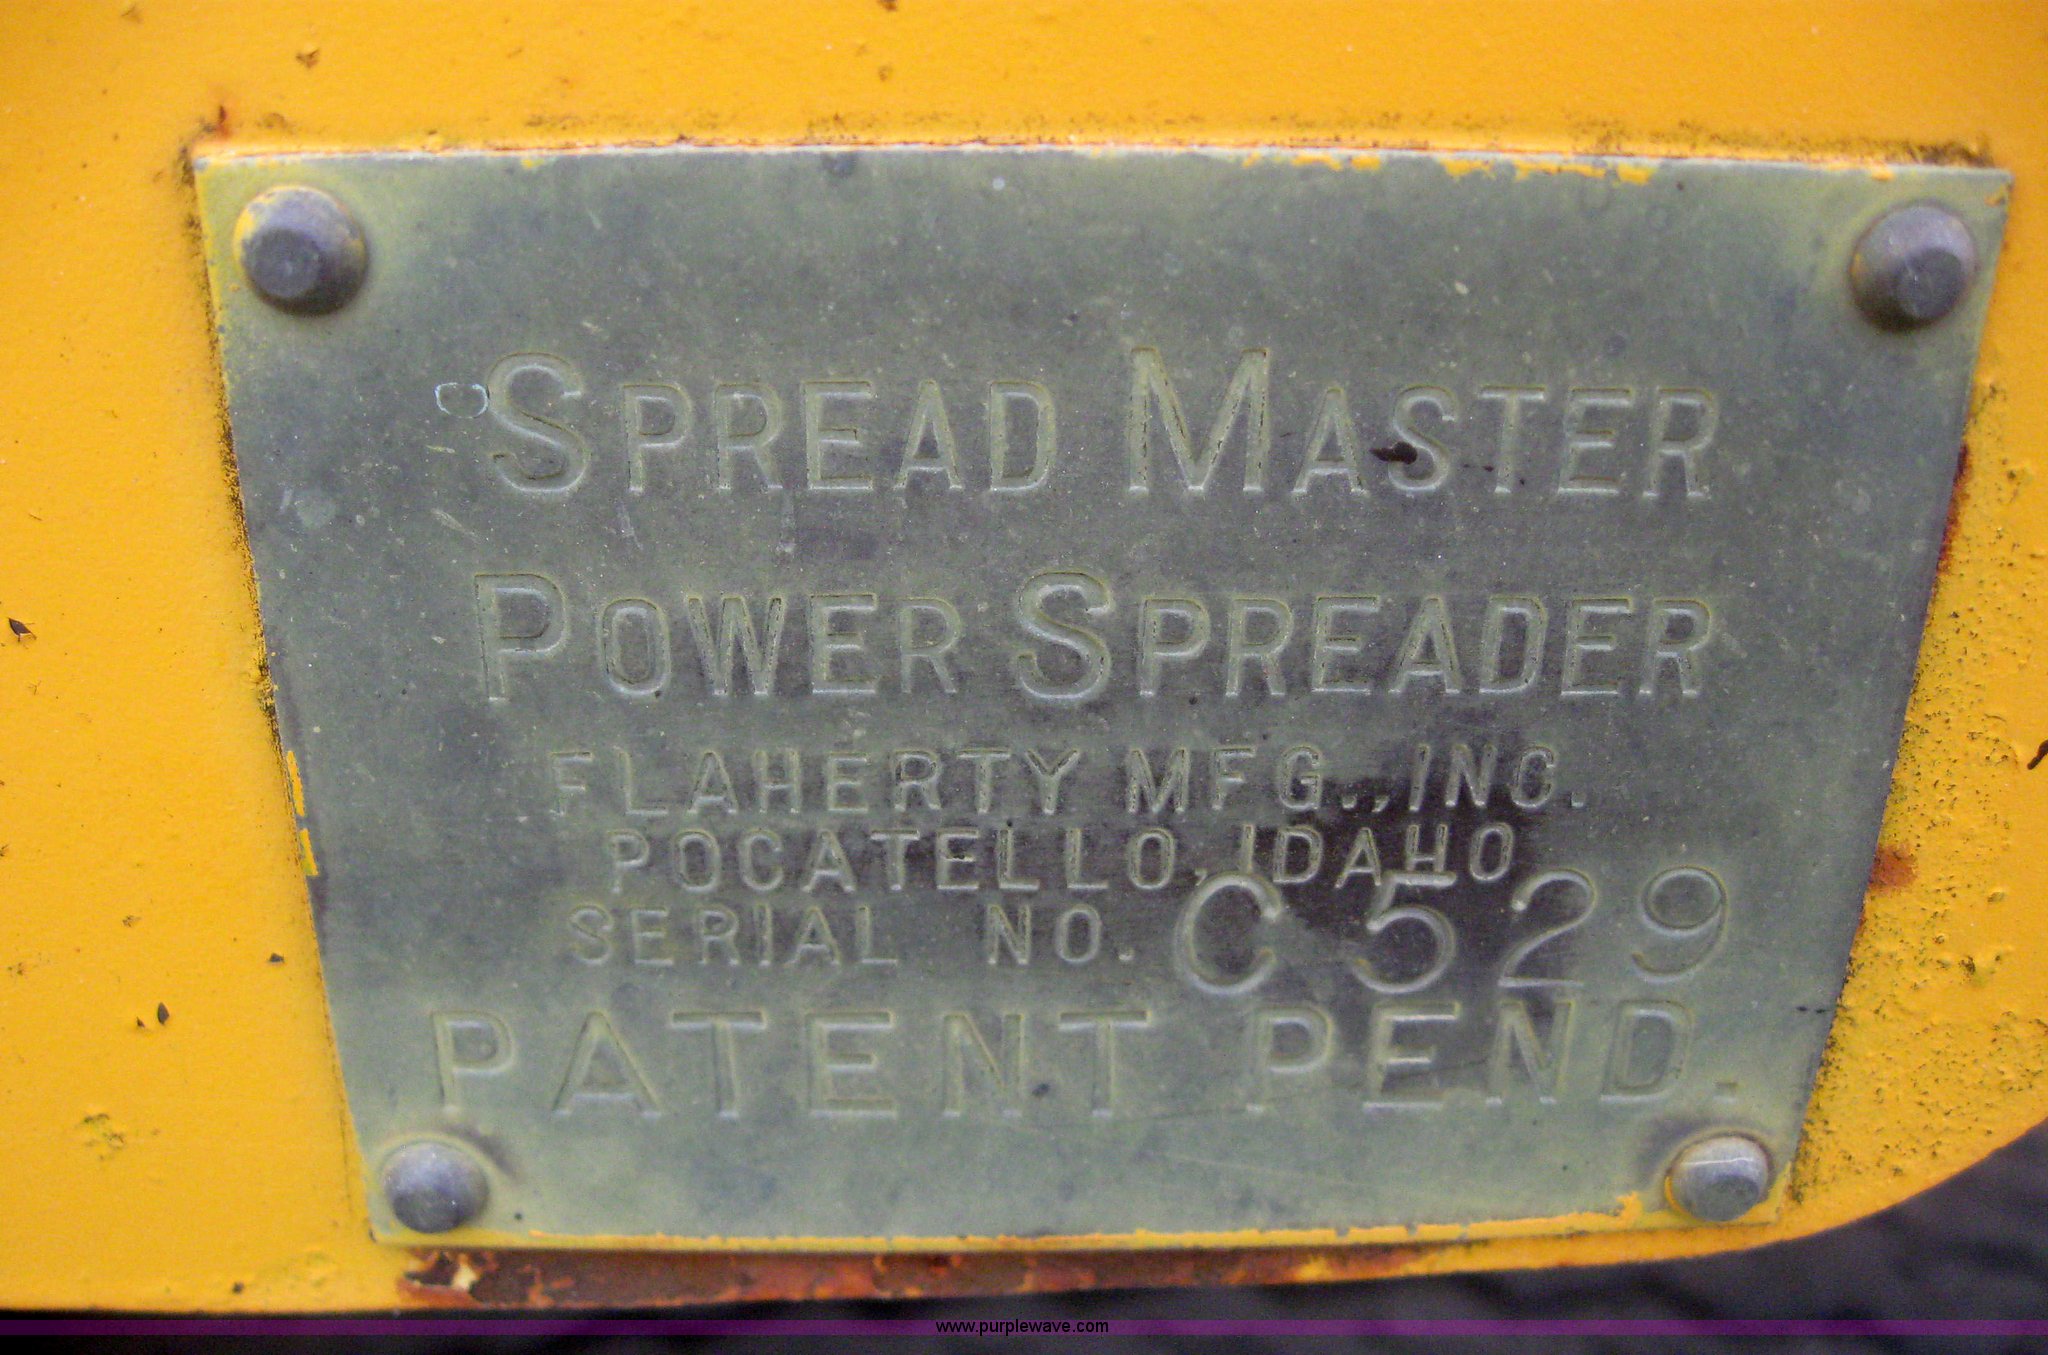 SPREAD MASTER
POWER SPREADER
FLAHERTY MFG., INC.
POCATELLO, IDAHO
SERIAL NO. C529
PATENT PEND.
www.purplewave.com